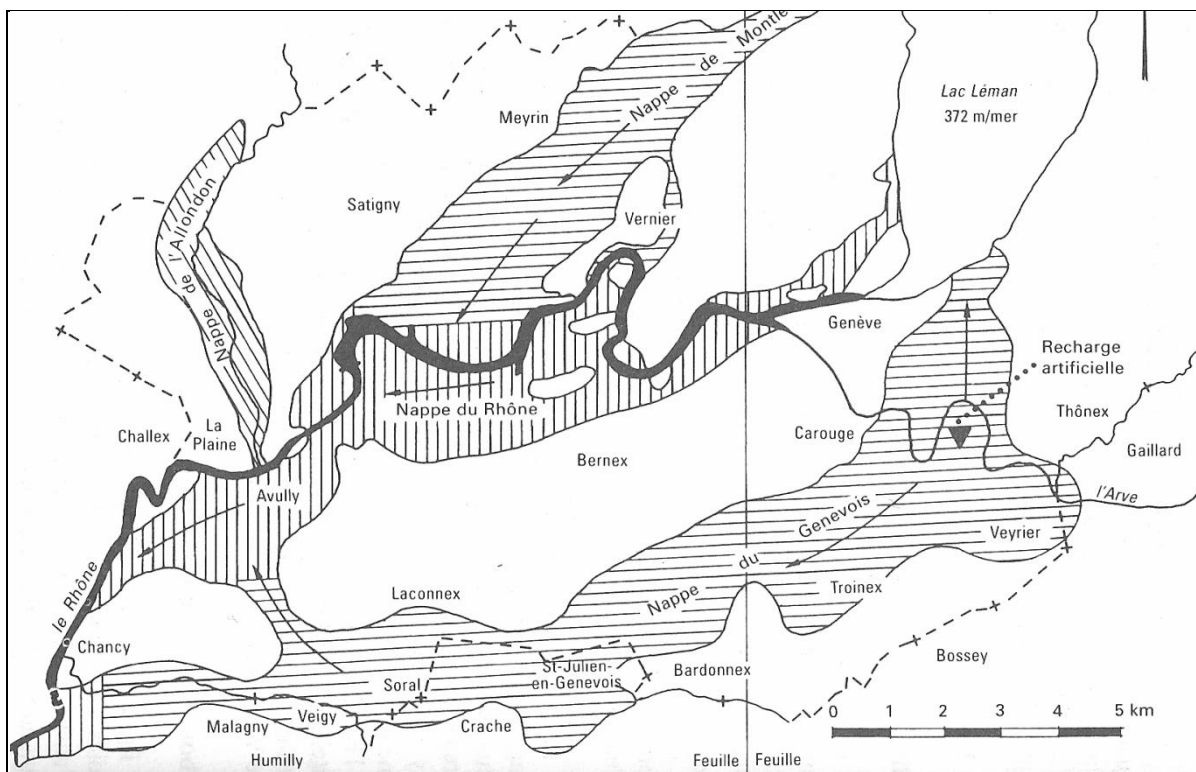 Nappe de Montle
Lac Léman
372 m/mer
Meyrin
Satigny
Vernier
Nappe de l'Allondon
Genève
Recharge
artificielle
Nappe du Rhône
Thônex
Challex
La
Plaine
Carouge
Gaillard
Bernex
Avully
l'Arve
Veyrier
Nappe du Genevois
le Rhône
Laconnex
Troinex
Chancy
Bossey
Soral
St-Julien-
en-Genevois
Bardonnex
Malagny
Veigy
Crache
0 1 2 3 4 5 km
Humilly
Feuille
Feuille